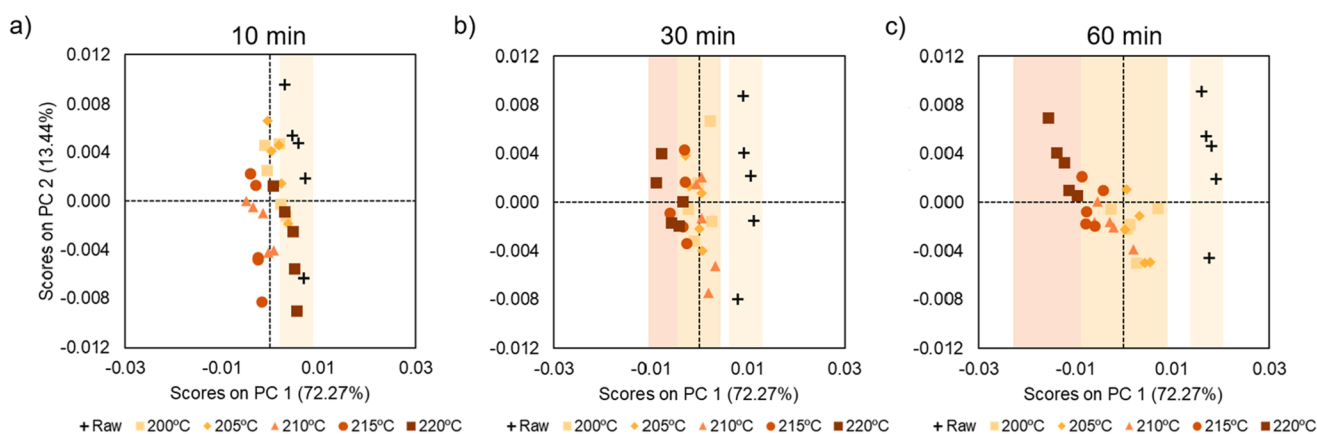 a)
10 min
0.012
0.008
0.004
0.000
-0.004
-0.008
-0.012
-0.03
-0.01
0.01
0.03
Scores on PC 2 (13.44%)
Scores on PC 1 (72.27%)
Raw 200ºC 205ºC 210ºC 215ºC 220ºC
b)
30 min
0.012
0.008
0.004
0.000
-0.004
-0.008
-0.012
-0.03
-0.01
0.01
0.03
Scores on PC 1 (72.27%)
Raw 200ºC 205ºC 210ºC 215ºC 220ºC
c)
60 min
0.012
0.008
0.004
0.000
-0.004
-0.008
-0.012
-0.03
-0.01
0.01
0.03
Scores on PC 1 (72.27%)
Raw 200ºC 205ºC 210ºC 215ºC 220ºC